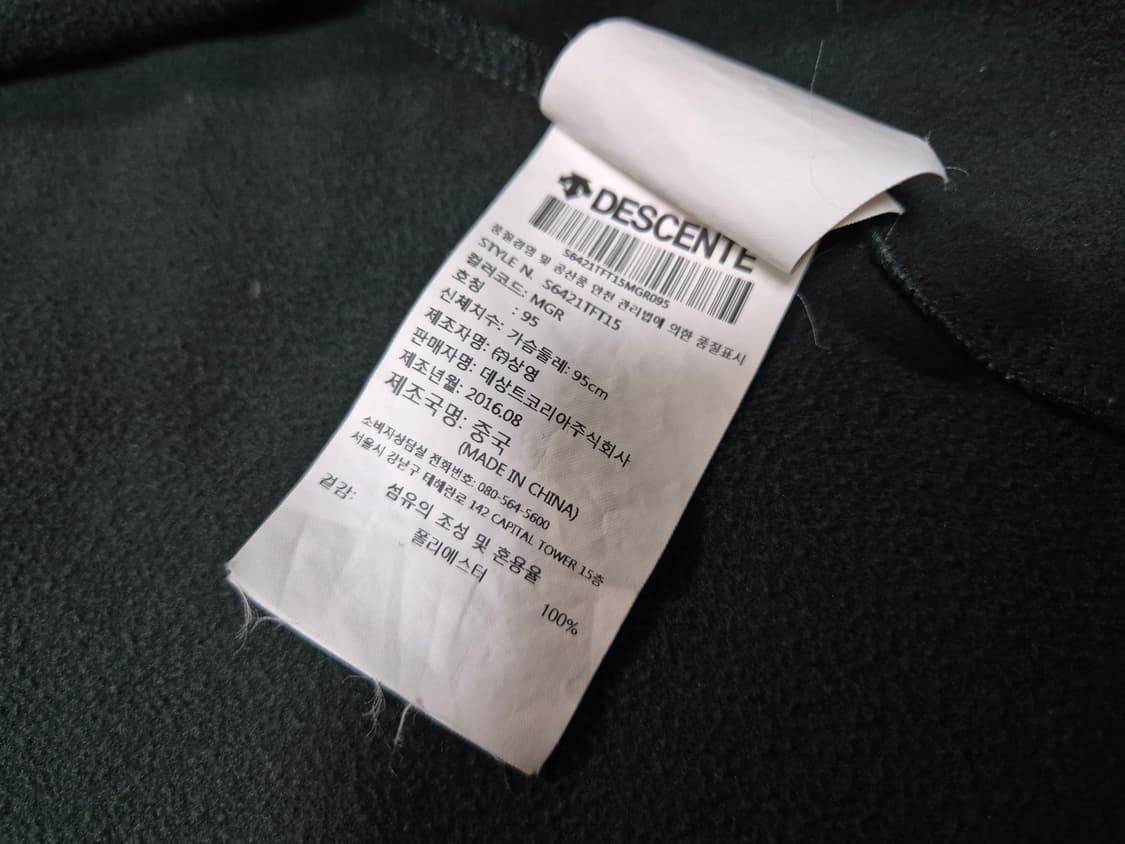 DESCENTE
S6421TFT15MGR095
품질경영 및 공산품 안전 관리법에 의한 품질표시
STYLE N. S6421TFT15
컬러코드: MGR
호칭 : 95
신체치수: 가슴둘레: 95cm
제조자명: ㈜상영
판매자명: 데상트코리아주식회사
제조년월: 2016.08
제조국명: 중국
(MADE IN CHINA)
소비자상담실 전화번호: 080-564-5600
서울시 강남구 테헤란로 142 CAPITAL TOWER 15층
섬유의 조성 및 혼용율
겉감: 폴리에스터 100%